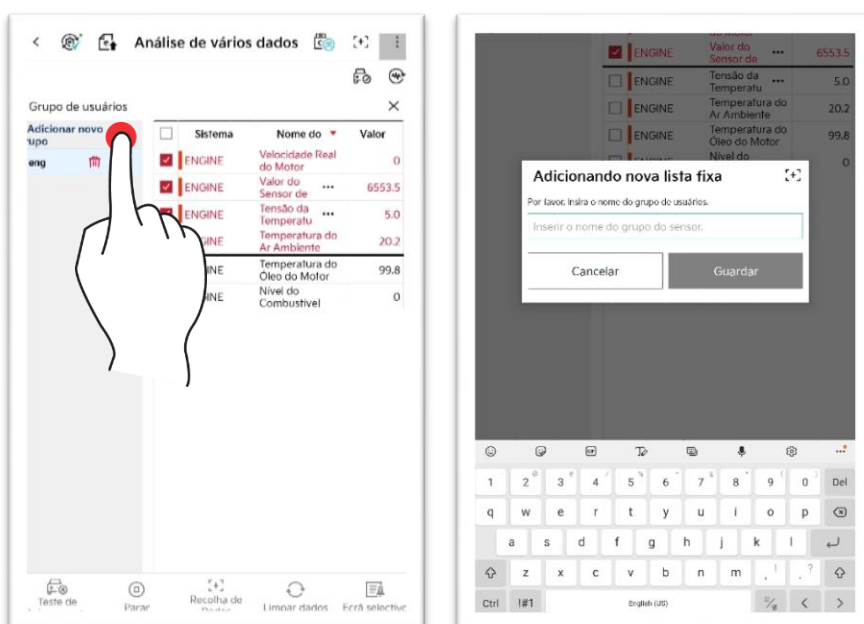 Análise de vários dados
Grupo de usuários
Adicionar novo
upo
eng
Sistema Nome do Valor
ENGINE Velocidade Real do Motor 0
ENGINE Valor do Sensor de ... 6553.5
ENGINE Tensão da Temperatu ... 5.0
GINE Temperatura do Ar Ambiente 20.2
INE Temperatura do Óleo do Motor 99.8
INE Nível do Combustível 0
Teste de
Parar
Recolha de
Limpar dados
Ecrã selectivo
ENGINE Valor do Sensor de ... 6553.5
ENGINE Tensão da Temperatu ... 5.0
ENGINE Temperatura do Ar Ambiente 20.2
ENGINE Temperatura do Óleo do Motor 99.8
Nível do 0
Adicionando nova lista fixa
Por favor, insira o nome do grupo de usuários.
Inserir o nome do grupo do sensor.
Cancelar Guardar
1 2 3 4 5 6 7 8 9 0 Del
q w e r t y u i o p
a s d f g h j k l
z x c v b n m , ! . ?
Ctrl !#1 English (US)